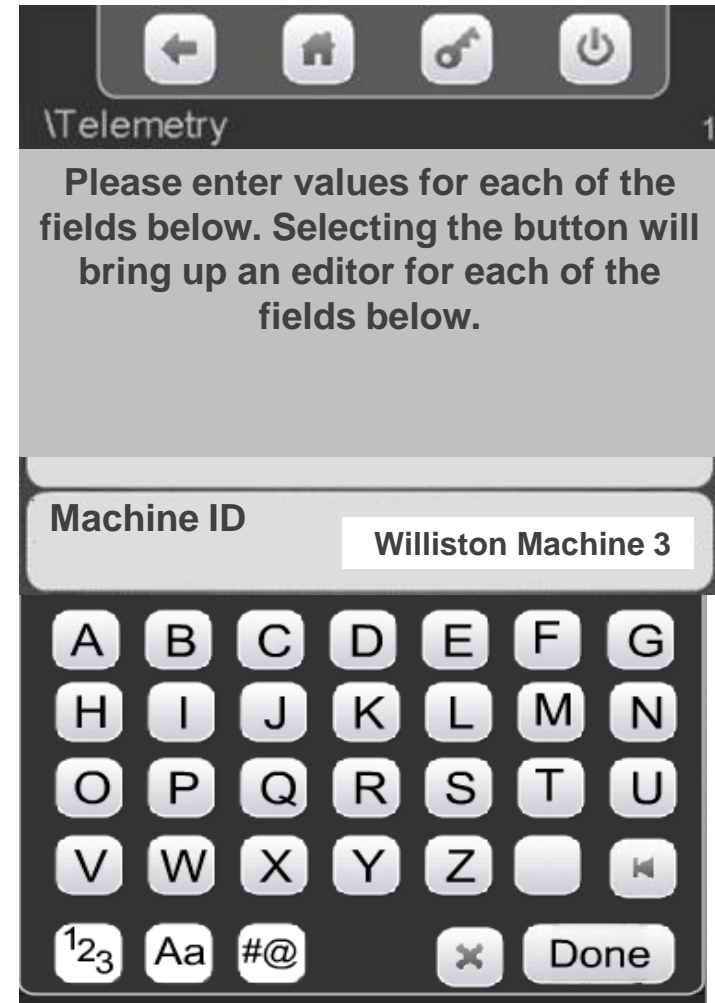 \Telemetry 1
Please enter values for each of the
fields below. Selecting the button will
bring up an editor for each of the
fields below.
Machine ID
Williston Machine 3
A B C D E F G
H I J K L M N
O P Q R S T U
V W X Y Z
123 Aa #@ Done